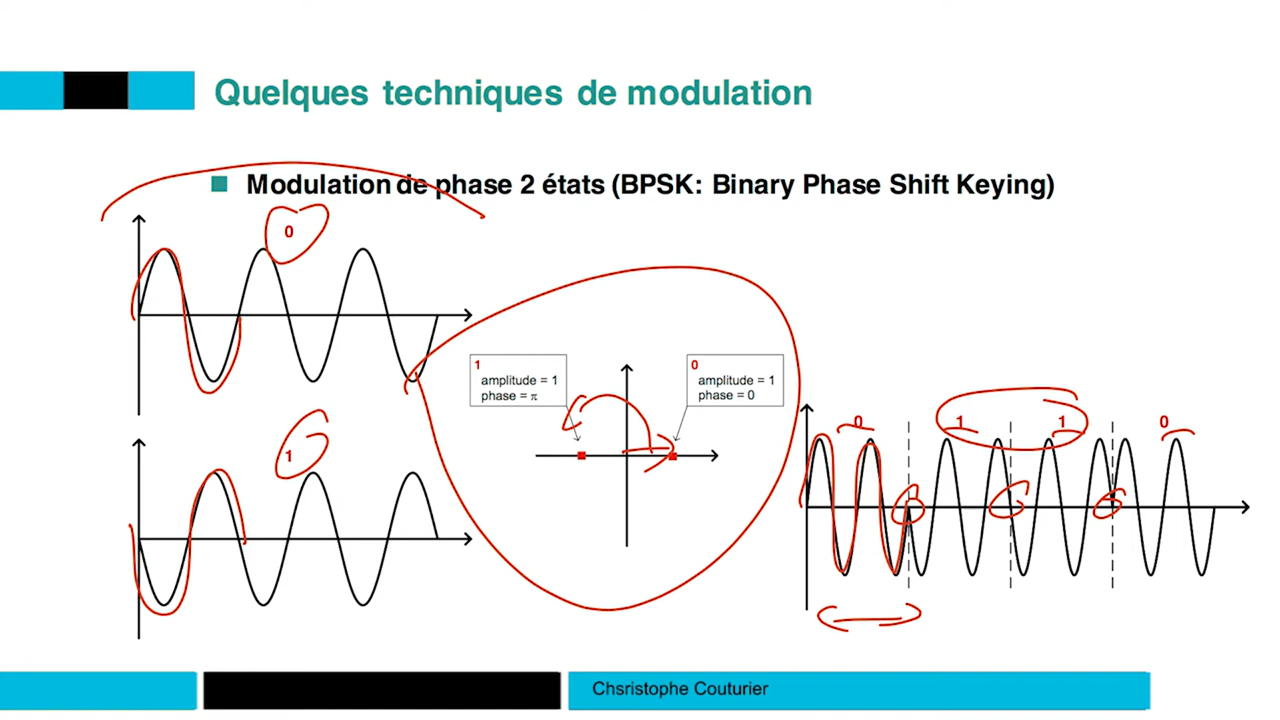 Quelques techniques de modulation
Modulation de phase 2 états (BPSK: Binary Phase Shift Keying)
0
1
1
amplitude = 1
phase = π
0
amplitude = 1
phase = 0
0 1 1 0
Chsristophe Couturier